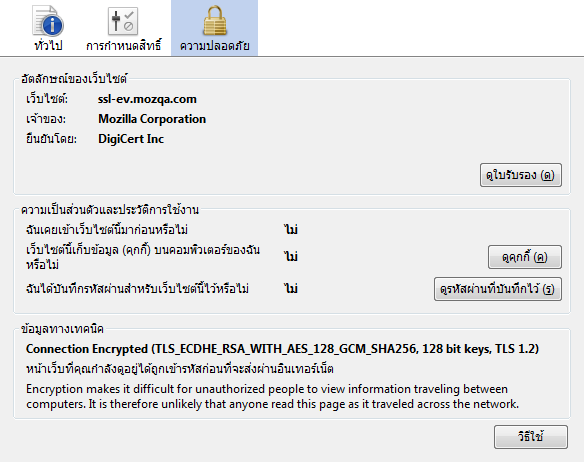 ทั่วไป
การกำหนดสิทธิ์
ความปลอดภัย
อัตลักษณ์ของเว็บไซต์
เว็บไซต์: ssl-ev.mozqa.com
เจ้าของ: Mozilla Corporation
ยืนยันโดย: DigiCert Inc
ดูใบรับรอง (ด)
ความเป็นส่วนตัวและประวัติการใช้งาน
ฉันเคยเข้าเว็บไซต์นี้มาก่อนหรือไม่ ไม่
เว็บไซต์นี้เก็บข้อมูล (คุกกี้) บนคอมพิวเตอร์ของฉัน
หรือไม่ ไม่
ดูคุกกี้ (ค)
ฉันได้บันทึกรหัสผ่านสำหรับเว็บไซต์นี้ไว้หรือไม่ ไม่
ดูรหัสผ่านที่บันทึกไว้ (ร)
ข้อมูลทางเทคนิค
Connection Encrypted (TLS_ECDHE_RSA_WITH_AES_128_GCM_SHA256, 128 bit keys, TLS 1.2)
หน้าเว็บที่คุณกำลังดูอยู่ได้ถูกเข้ารหัสก่อนที่จะส่งผ่านอินเทอร์เน็ต
Encryption makes it difficult for unauthorized people to view information traveling between
computers. It is therefore unlikely that anyone read this page as it traveled across the network.
วิธีใช้